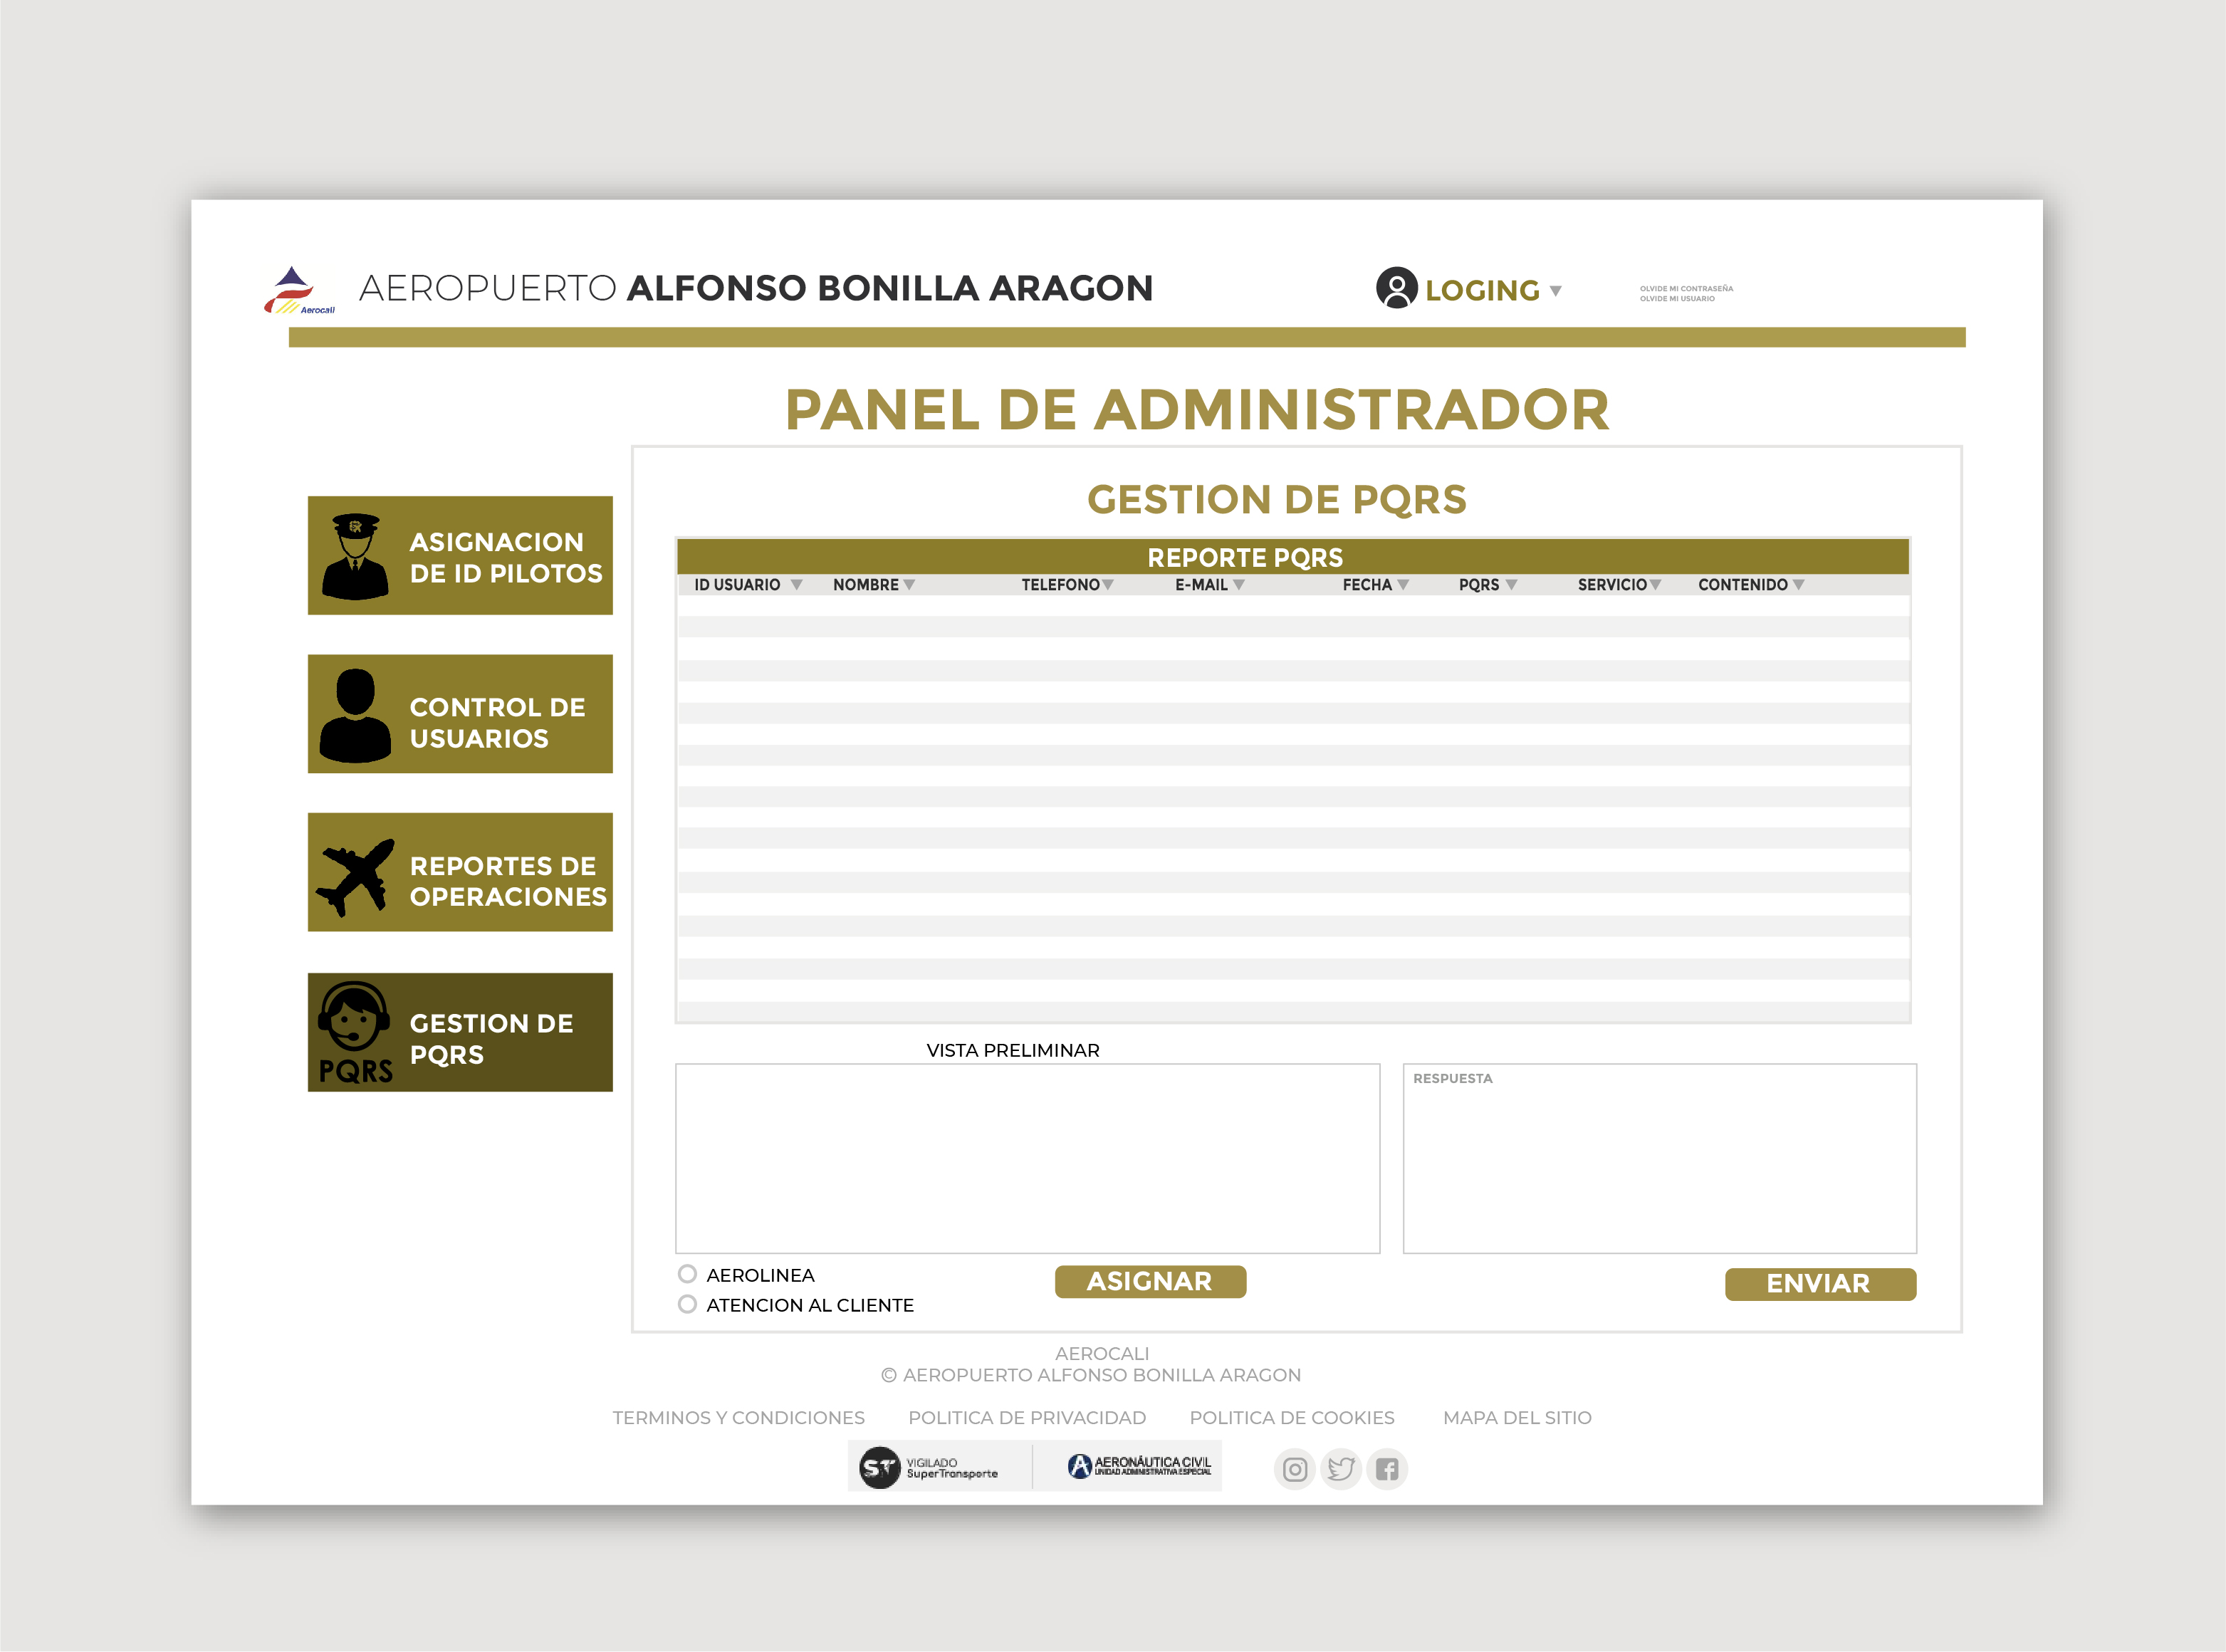 Aerocali
AEROPUERTO ALFONSO BONILLA ARAGON
LOGING
OLVIDE MI CONTRASEÑA
OLVIDE MI USUARIO
PANEL DE ADMINISTRADOR
ASIGNACION
DE ID PILOTOS
CONTROL DE
USUARIOS
REPORTES DE
OPERACIONES
PQRS
GESTION DE
PQRS
GESTION DE PQRS
REPORTE PQRS
ID USUARIO NOMBRE TELEFONO E-MAIL FECHA PQRS SERVICIO CONTENIDO
VISTA PRELIMINAR
RESPUESTA
AEROLINEA
ATENCION AL CLIENTE
ASIGNAR
ENVIAR
AEROCALI
© AEROPUERTO ALFONSO BONILLA ARAGON
TERMINOS Y CONDICIONES POLITICA DE PRIVACIDAD POLITICA DE COOKIES MAPA DEL SITIO
ST VIGILADO
SuperTransporte
AERONÁUTICA CIVIL
UNIDAD ADMINISTRATIVA ESPECIAL